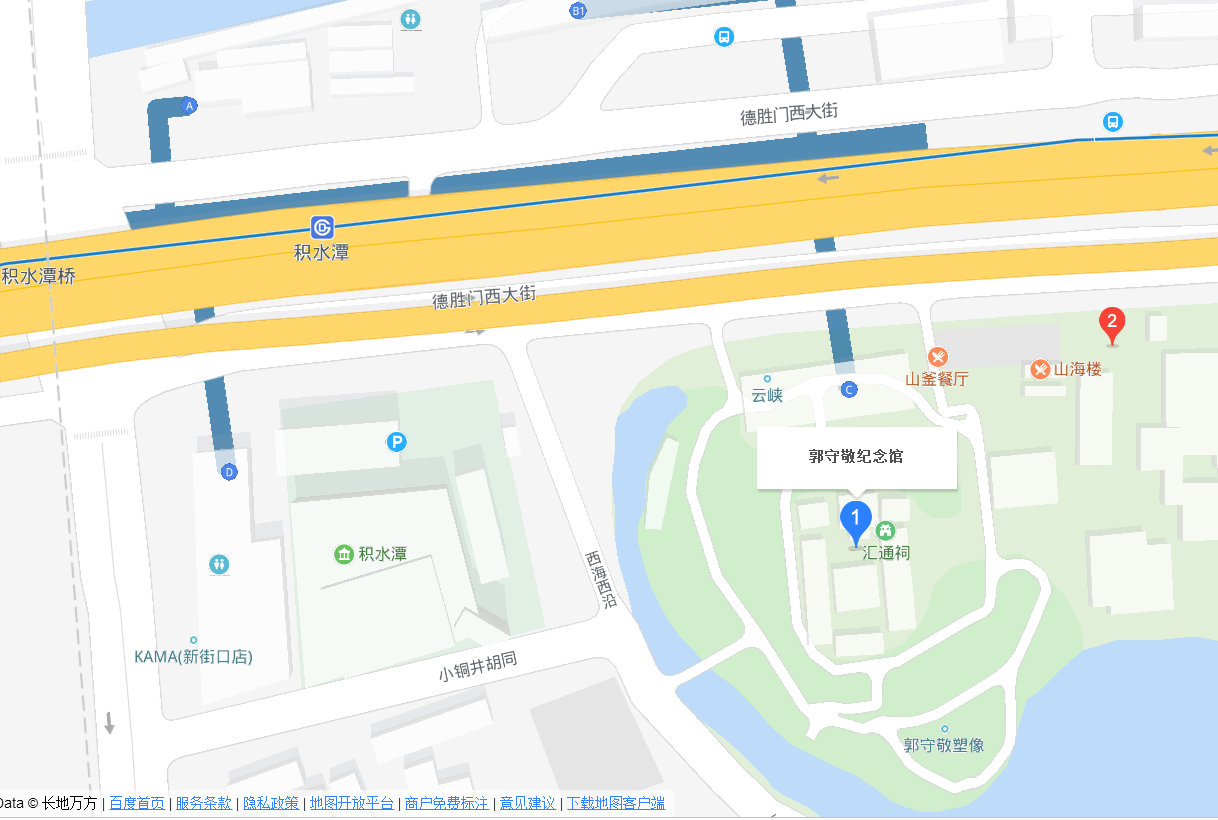 B1
A
德胜门西大街
积水潭
积水潭桥
德胜门西大街
2
山釜餐厅
山海楼
云峡
C
郭守敬纪念馆
P
D
1
汇通祠
积水潭
西海西沿
KAMA(新街口店)
小铜井胡同
郭守敬塑像
Data © 长地万方 | 百度首页 | 服务条款 | 隐私政策 | 地图开放平台 | 商户免费标注 | 意见建议 | 下载地图客户端